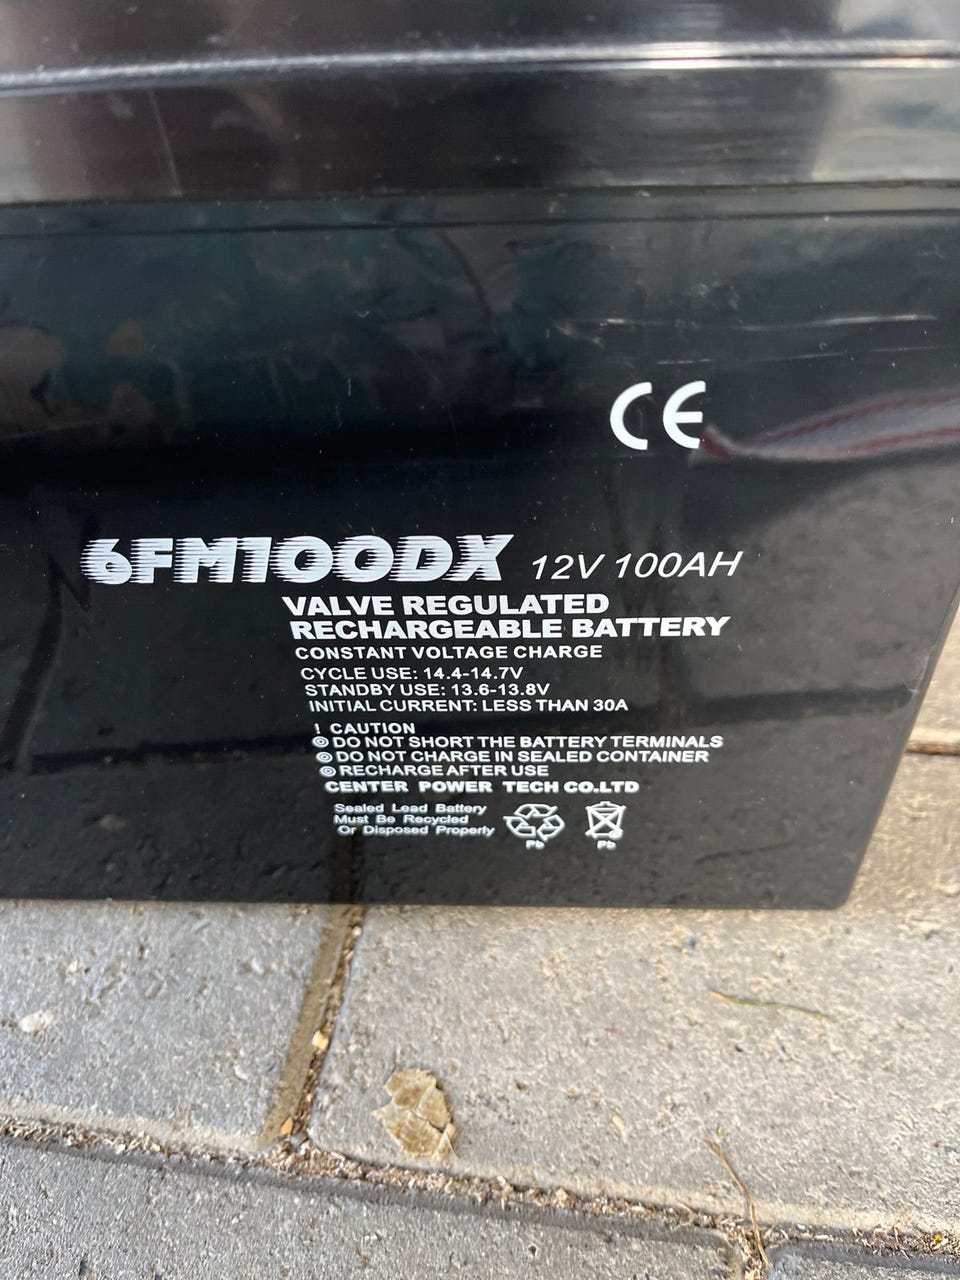 CE
6FM100DX 12V 100AH
VALVE REGULATED
RECHARGEABLE BATTERY
CONSTANT VOLTAGE CHARGE
CYCLE USE: 14.4-14.7V
STANDBY USE: 13.6-13.8V
INITIAL CURRENT: LESS THAN 30A
! CAUTION
◎ DO NOT SHORT THE BATTERY TERMINALS
◎ DO NOT CHARGE IN SEALED CONTAINER
◎ RECHARGE AFTER USE
CENTER POWER TECH CO.LTD
Sealed Lead Battery
Must Be Recycled
Or Disposed Properly
Pb Pb